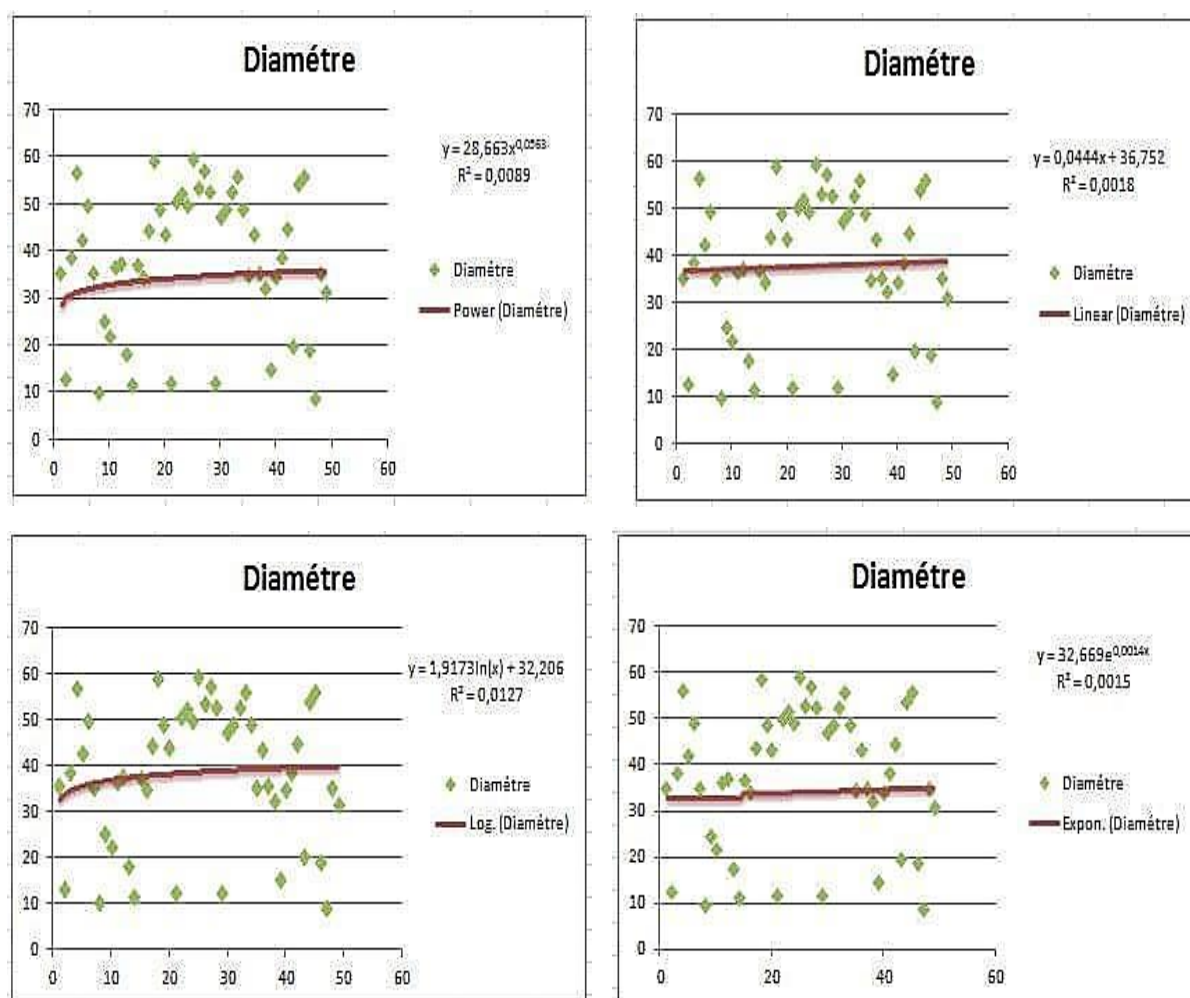 Diamétre
70
60
50
40
30
20
10
0
0 10 20 30 40 50 60
y = 28,663x^0,0563
R² = 0,0089
Diamétre
Power (Diamétre)
Diamétre
70
60
50
40
30
20
10
0
0 10 20 30 40 50 60
y = 0,0444x + 36,752
R² = 0,0018
Diamétre
Linear (Diamétre)
Diamétre
70
60
50
40
30
20
10
0
0 10 20 30 40 50 60
y = 1,9173ln(x) + 32,206
R² = 0,0127
Diamétre
Log. (Diamétre)
Diamétre
70
60
50
40
30
20
10
0
0 20 40 60
y = 32,669e^0,0014x
R² = 0,0015
Diamétre
Expon. (Diamétre)